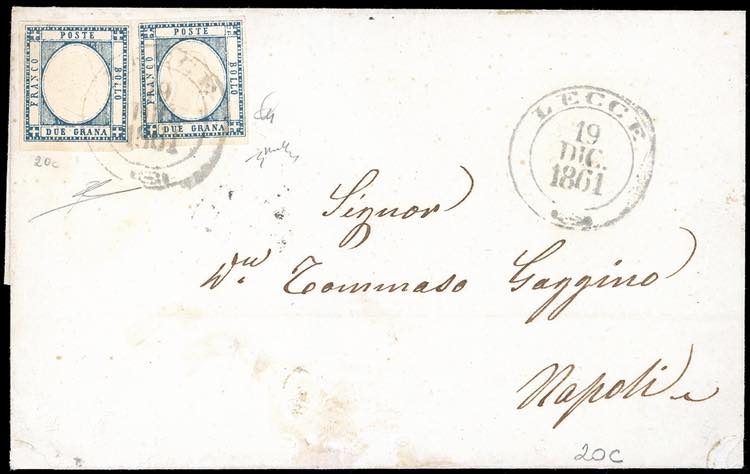 POSTE
FRANCO
BOLLO
DUE GRANA
POSTE
FRANCO
BOLLO
DUE GRANA
1861
20c
LECCE
19
DIC.
1861
Signor
Tommaso Gaggino
Napoli
20c